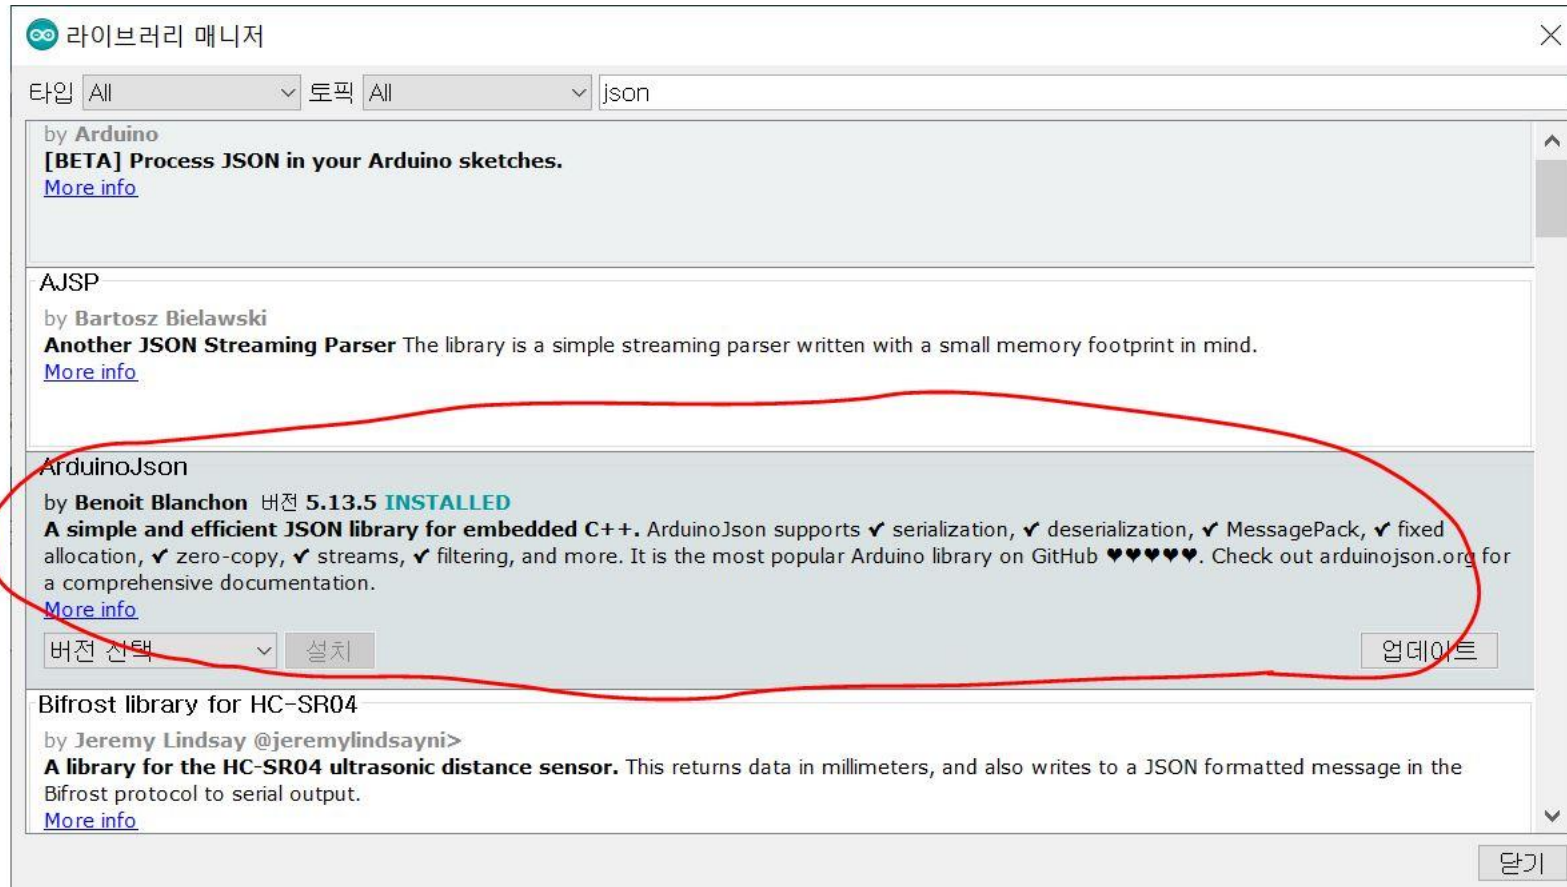 라이브러리 매니저
타입 All 토픽 All json
by Arduino
[BETA] Process JSON in your Arduino sketches.
More info
AJSP
by Bartosz Bielawski
Another JSON Streaming Parser The library is a simple streaming parser written with a small memory footprint in mind.
More info
ArduinoJson
by Benoit Blanchon 버전 5.13.5 INSTALLED
A simple and efficient JSON library for embedded C++. ArduinoJson supports ✔ serialization, ✔ deserialization, ✔ MessagePack, ✔ fixed
allocation, ✔ zero-copy, ✔ streams, ✔ filtering, and more. It is the most popular Arduino library on GitHub ♥♥♥♥♥. Check out arduinojson.org for
a comprehensive documentation.
More info
버전 선택 설치 업데이트
Bifrost library for HC-SR04
by Jeremy Lindsay @jeremylindsayni>
A library for the HC-SR04 ultrasonic distance sensor. This returns data in millimeters, and also writes to a JSON formatted message in the
Bifrost protocol to serial output.
More info
닫기